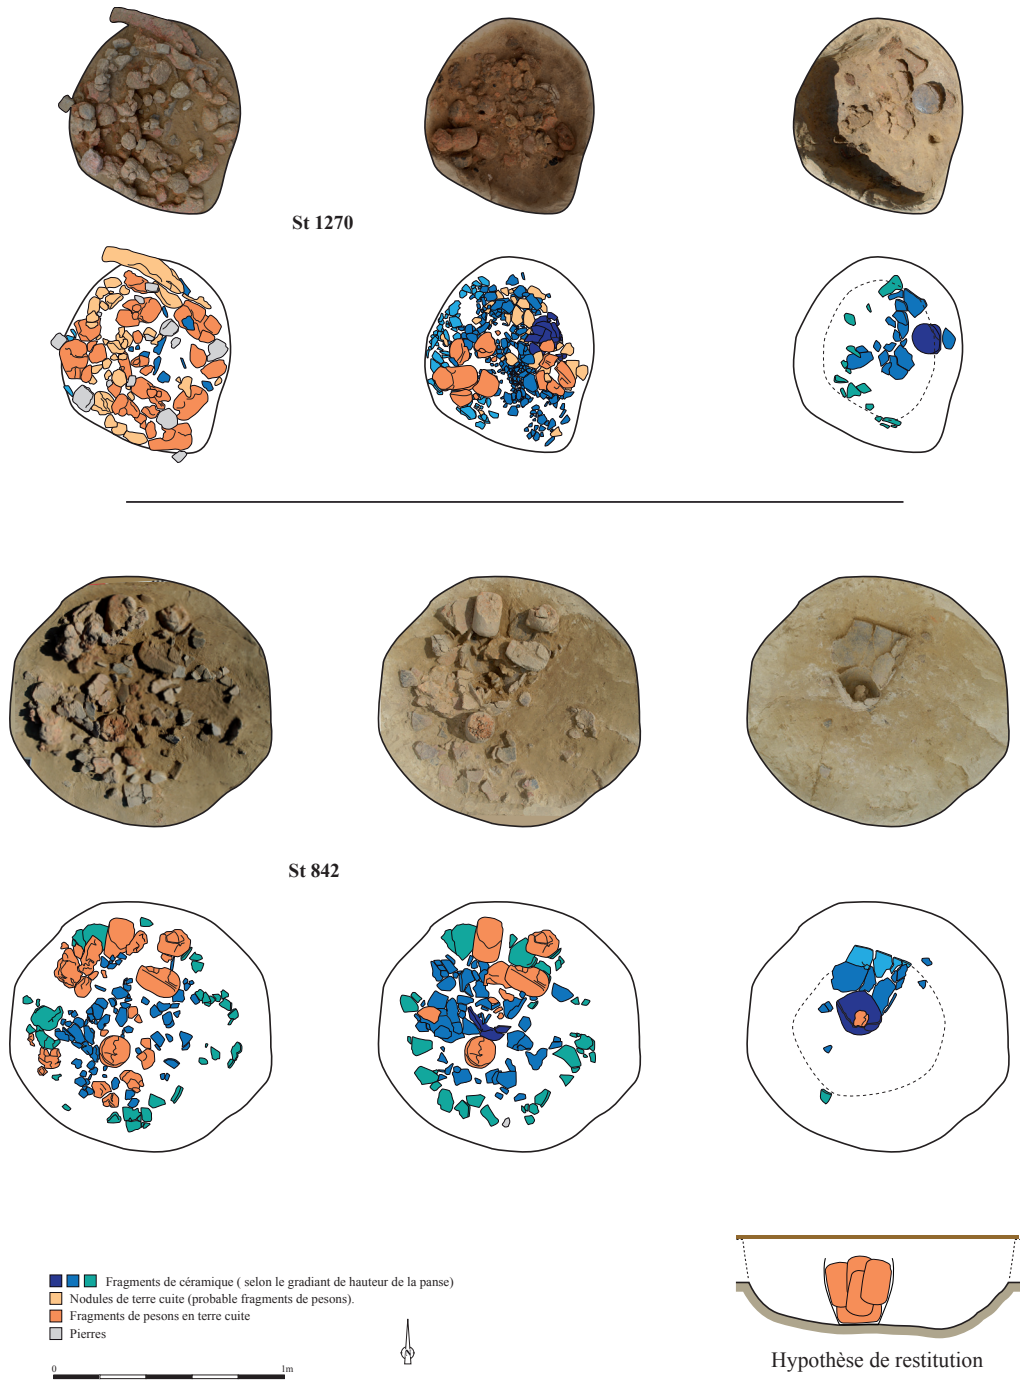 St 1270
St 842
Fragments de céramique ( selon le gradiant de hauteur de la panse)
Nodules de terre cuite (probable fragments de pesons).
Fragments de pesons en terre cuite
Pierres
0 1m
N
Hypothèse de restitution